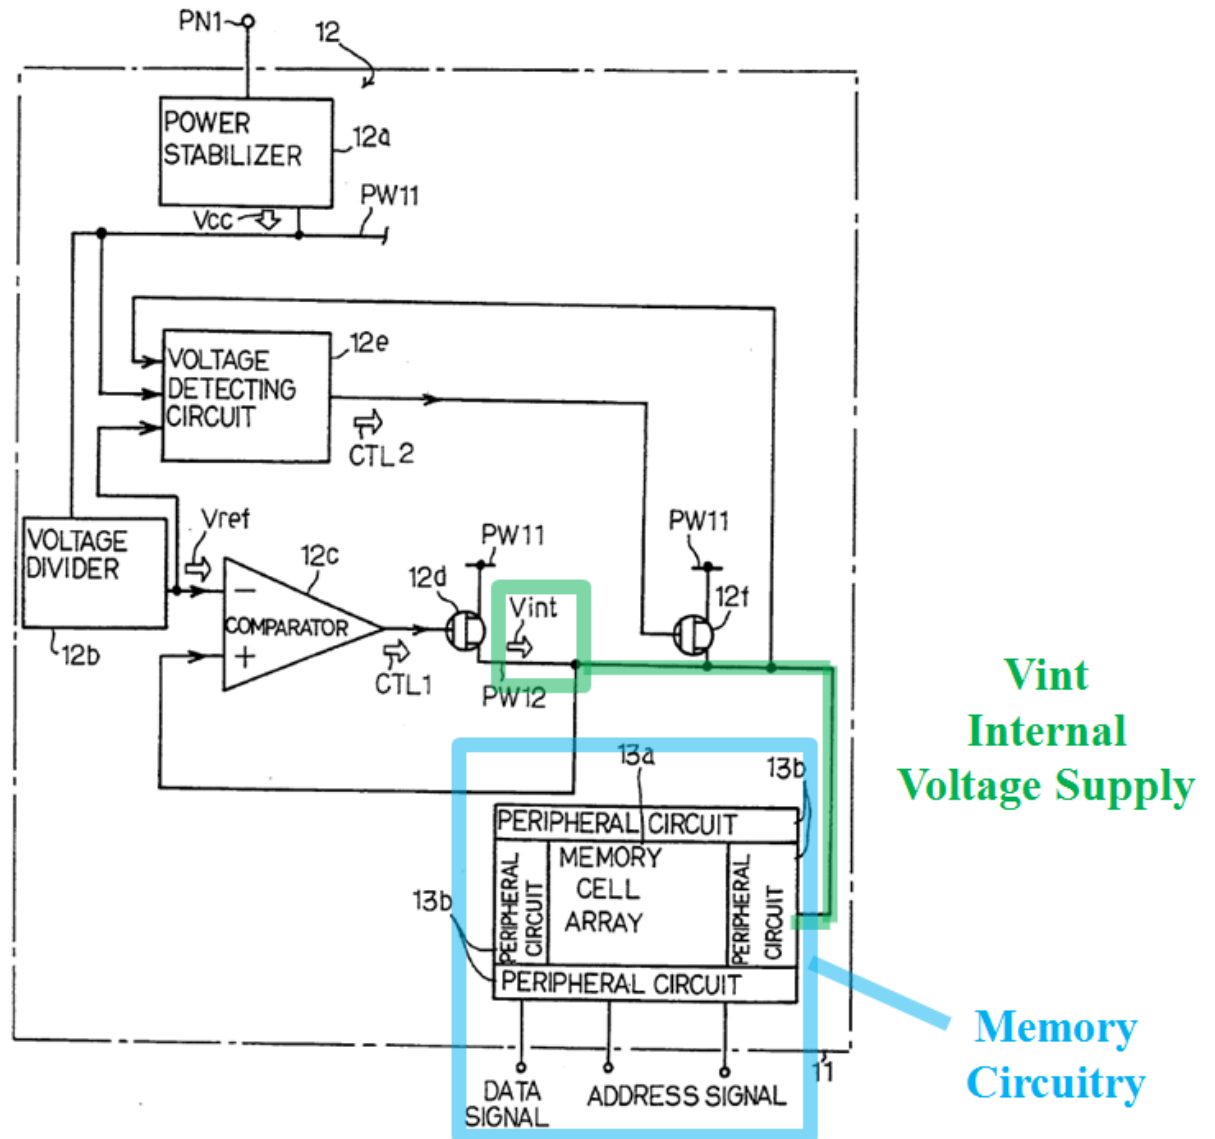 PN1
12
POWER
STABILIZER
12a
Vcc
PW11
VOLTAGE
DETECTING
CIRCUIT
12e
CTL2
Vref
VOLTAGE
DIVIDER
12b
12c
COMPARATOR
-
+
CTL1
12d
PW11
Vint
PW12
PW11
12f
Vint
Internal
Voltage Supply
13a
13b
PERIPHERAL CIRCUIT
MEMORY
CELL
ARRAY
PERIPHERAL
CIRCUIT
PERIPHERAL
CIRCUIT
13b
PERIPHERAL CIRCUIT
11
DATA
SIGNAL
ADDRESS SIGNAL
Memory
Circuitry